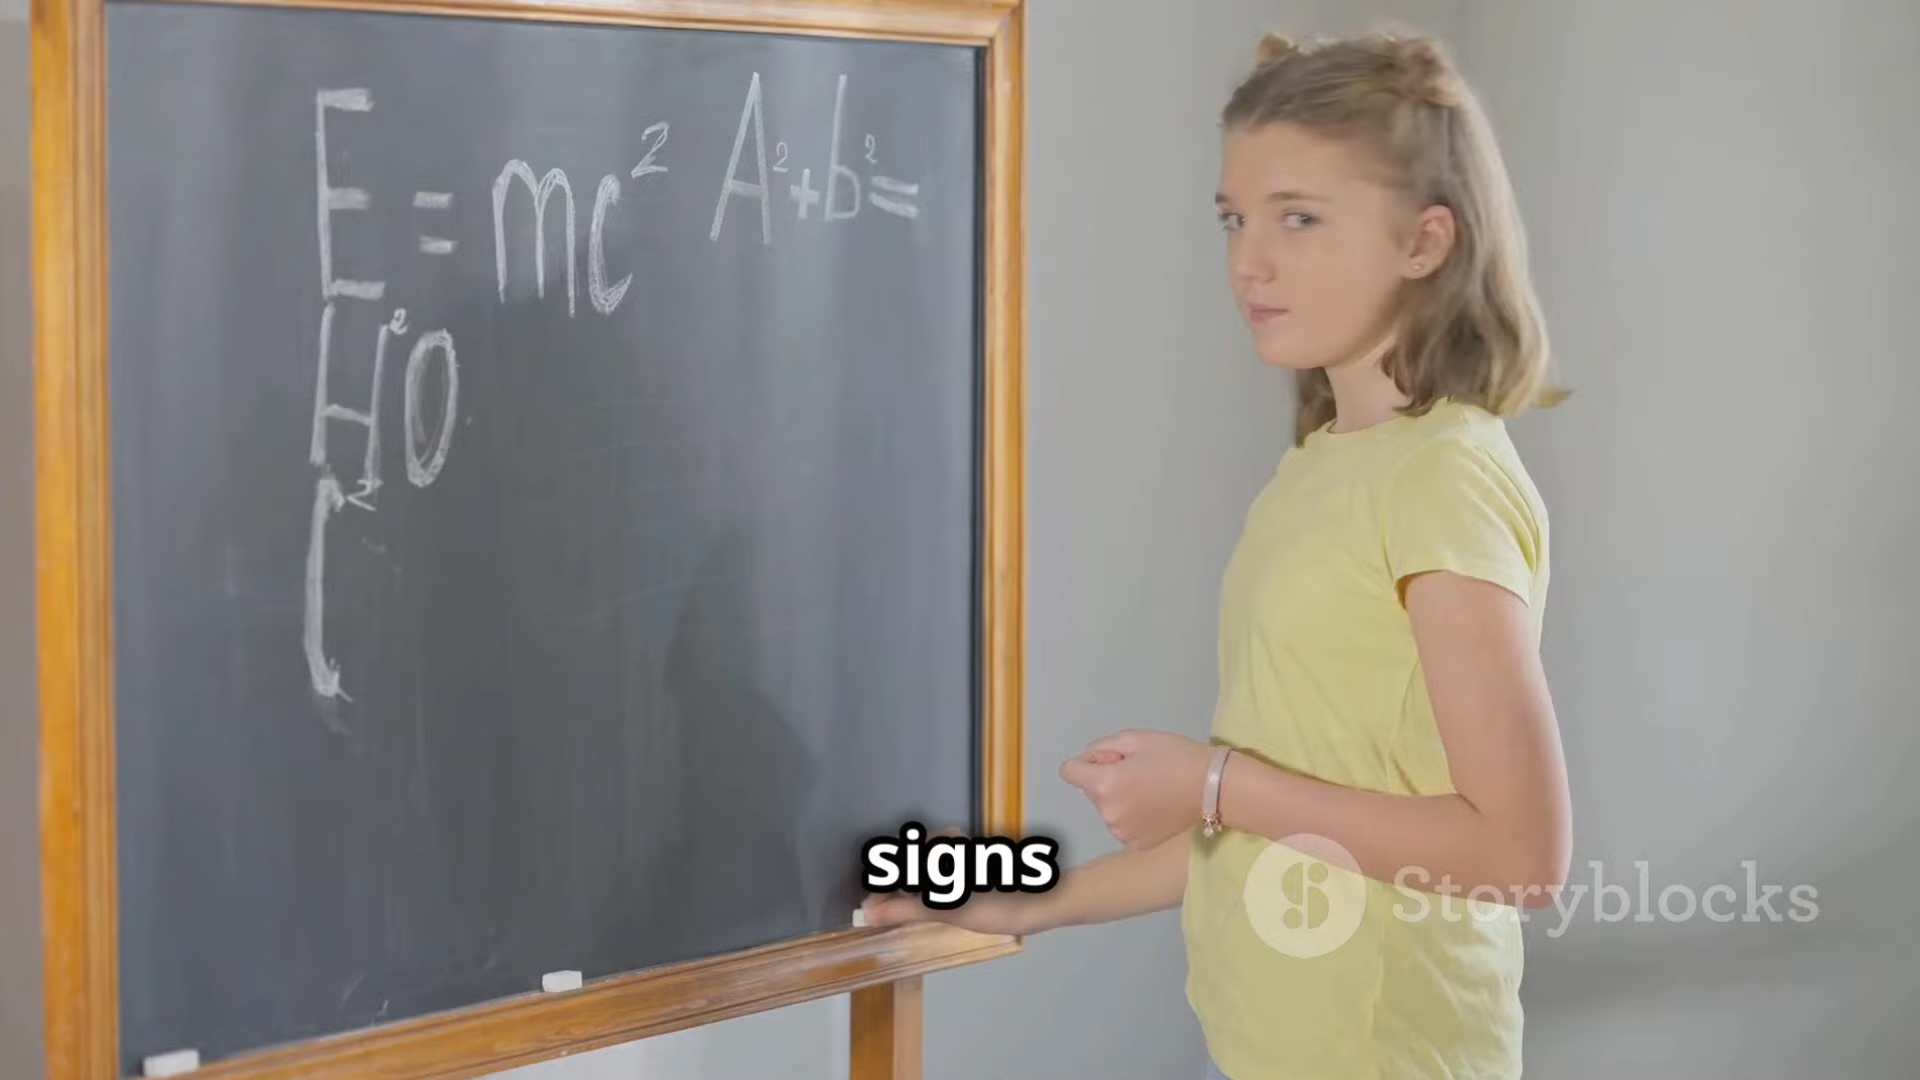 E = mc² A²+b²=
H²O
signs
Storyblocks